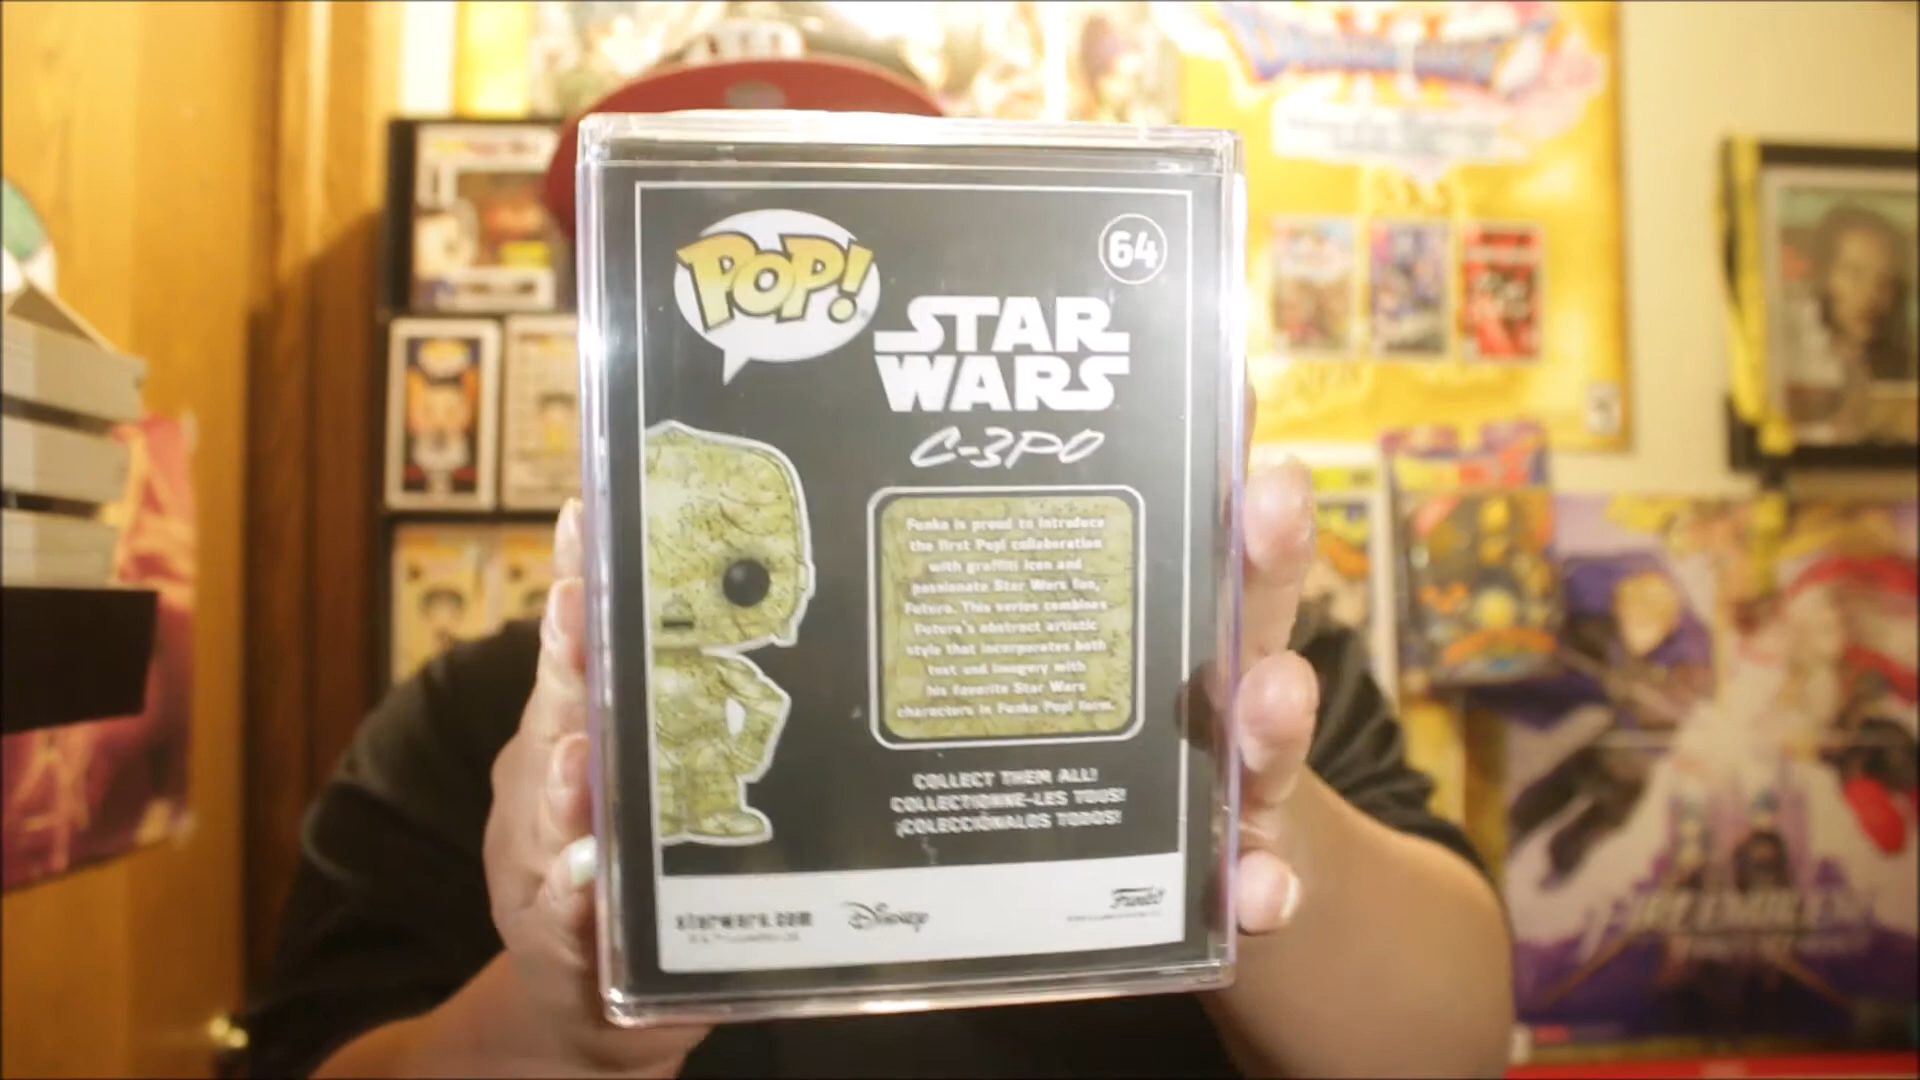 POP!
64
STAR
WARS
C-3PO
Funko is proud to introduce
the first Pop! collaboration
with graffiti icon and
passionate Star Wars fan,
Futura. This series combines
Futura's abstract artistic
style that incorporates both
text and imagery with
his favorite Star Wars
characters in Funko Pop! form.
COLLECT THEM ALL!
COLLECTIONNE-LES TOUS!
¡COLECCIÓNALOS TODOS!
starwars.com
Disney
Funko
FIRE EMBLEM